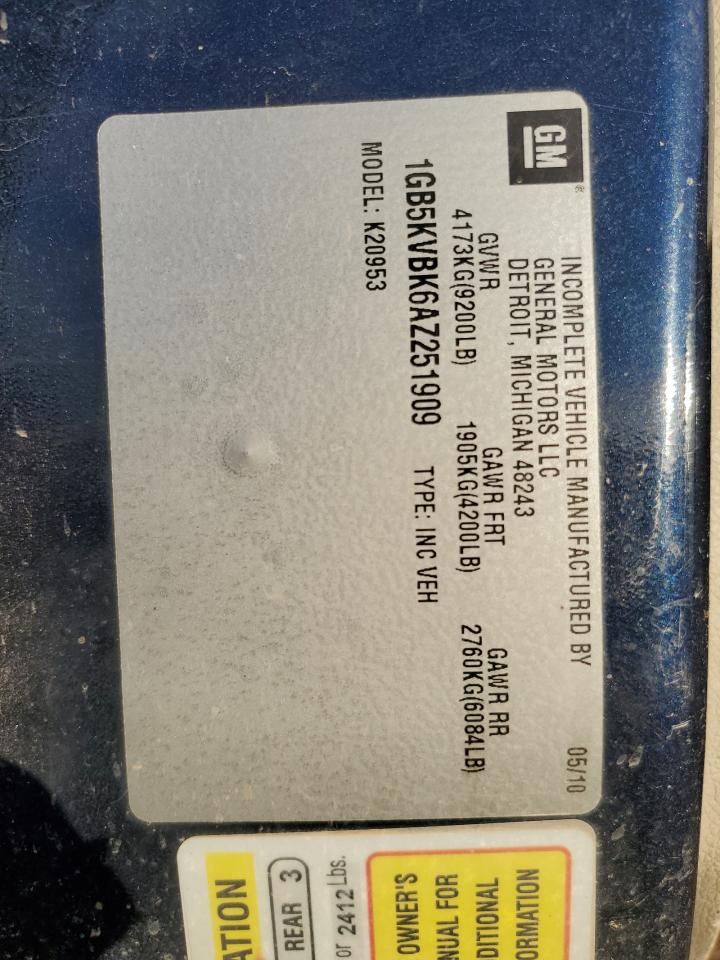 GM®
INCOMPLETE VEHICLE MANUFACTURED BY 05/10
GENERAL MOTORS LLC
DETROIT, MICHIGAN 48243
GVWR GAWR FRT GAWR RR
4173KG(9200LB) 1905KG(4200LB) 2760KG(6084LB)
1GB5KVBK6AZ251909 TYPE: INC VEH
MODEL: K20953
ATION
REAR 3
or 2412 Lbs.
OWNER'S
NUAL FOR
DITIONAL
ORMATION